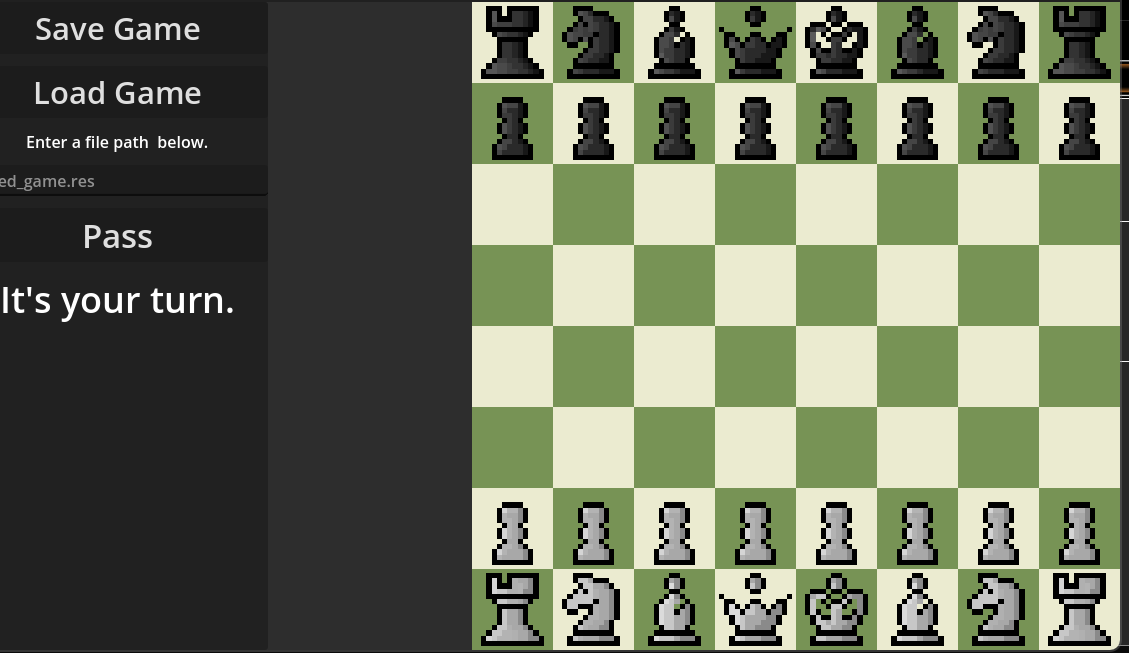 Save Game
Load Game
Enter a file path  below.
ed_game.res
Pass
It's your turn.